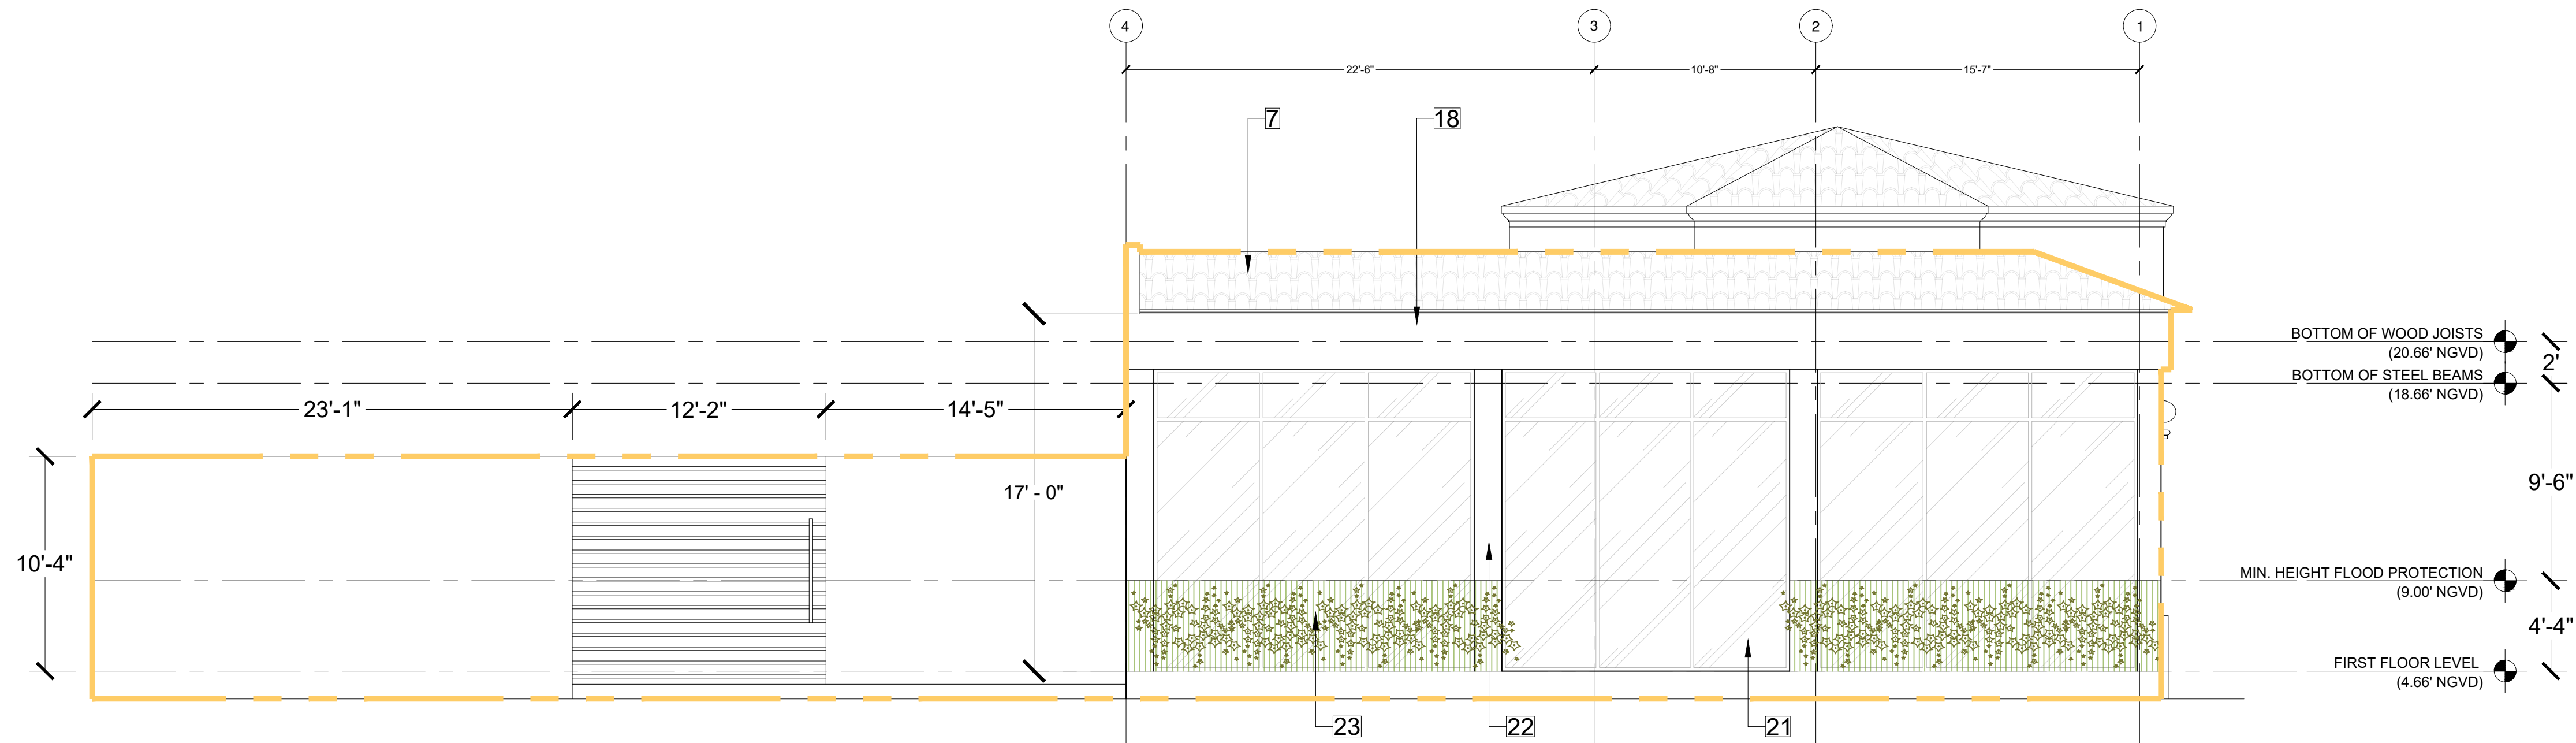 4
3
2
1
22'-6"
10'-8"
15'-7"
7
18
BOTTOM OF WOOD JOISTS
(20.66' NGVD)
2'
BOTTOM OF STEEL BEAMS
(18.66' NGVD)
23'-1"
12'-2"
14'-5"
9'-6"
17' - 0"
10'-4"
MIN. HEIGHT FLOOD PROTECTION
(9.00' NGVD)
4'-4"
FIRST FLOOR LEVEL
(4.66' NGVD)
23
22
21